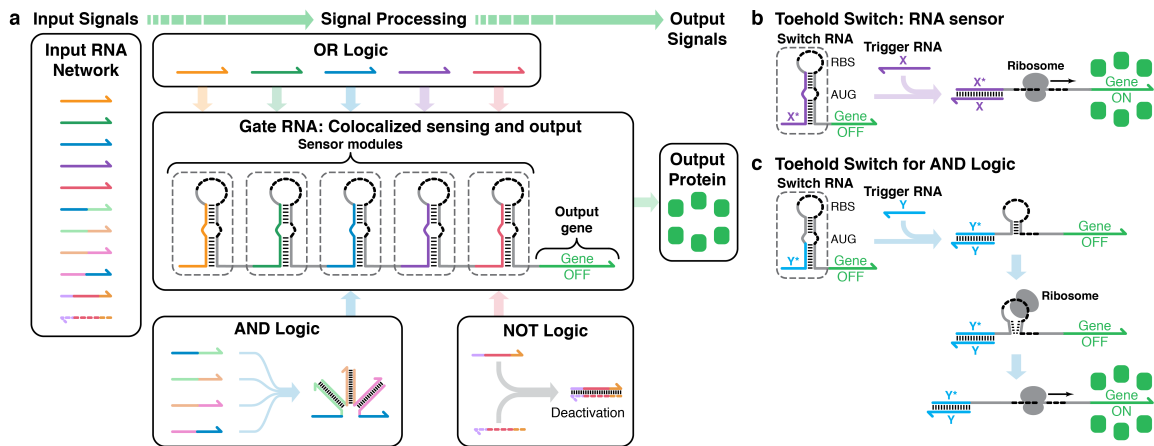 a Input Signals Signal Processing Output
Signals
Input RNA
Network
OR Logic
Gate RNA: Colocalized sensing and output
Sensor modules
Output
gene
Gene
OFF
Output
Protein
AND Logic
NOT Logic
Deactivation
b Toehold Switch: RNA sensor
Switch RNA
Trigger RNA
X
RBS
AUG
X*
Gene
OFF
Ribosome
X*
X
Gene
ON
c Toehold Switch for AND Logic
Switch RNA
Trigger RNA
Y
RBS
AUG
Y*
Gene
OFF
Y*
Y
Gene
OFF
Ribosome
Y*
Y
Gene
OFF
Y*
Y
Gene
ON